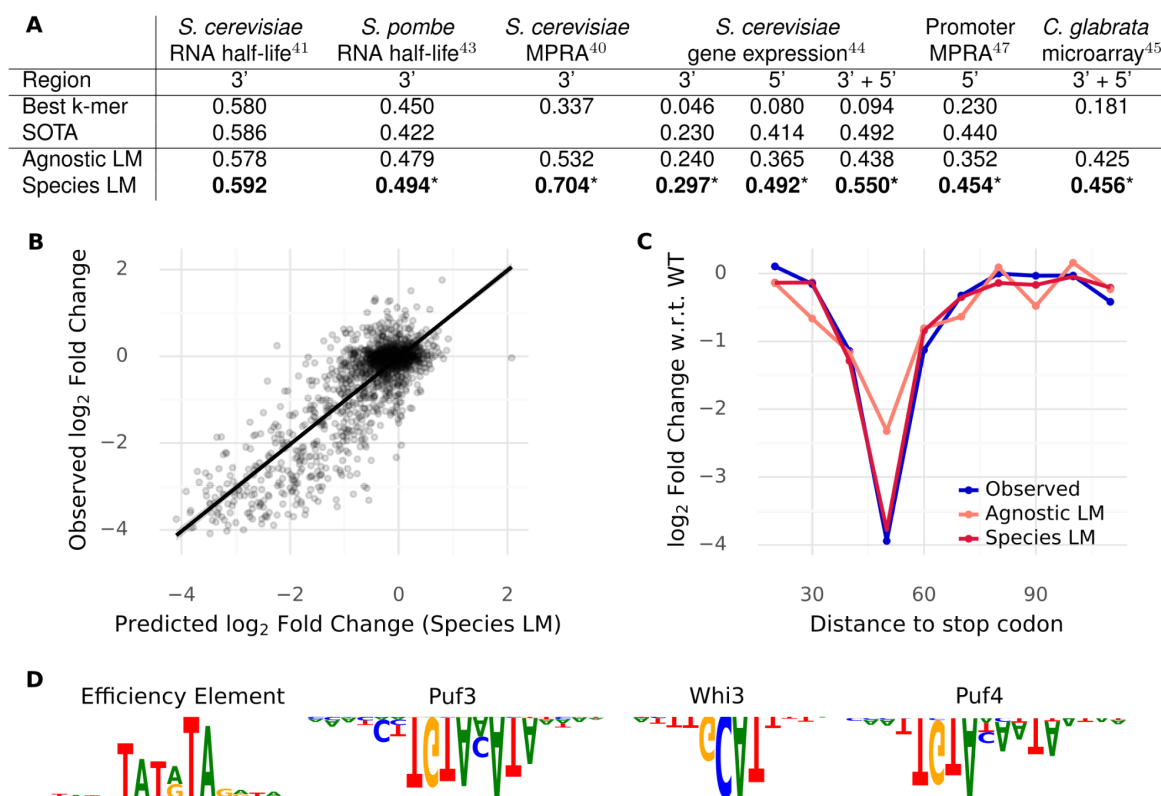 A
S. cerevisiae S. pombe S. cerevisiae S. cerevisiae Promoter C. glabrata
RNA half-life41 RNA half-life43 MPRA40 gene expression44 MPRA47 microarray45
Region 3’ 3’ 3’ 3’ 5’ 3’ + 5’ 5’ 3’ + 5’
Best k-mer 0.580 0.450 0.337 0.046 0.080 0.094 0.230 0.181
SOTA 0.586 0.422 0.230 0.414 0.492 0.440
Agnostic LM 0.578 0.479 0.532 0.240 0.365 0.438 0.352 0.425
Species LM 0.592 0.494* 0.704* 0.297* 0.492* 0.550* 0.454* 0.456*
B
Observed log2 Fold Change
2
0
−2
−4
−4 −2 0 2
Predicted log2 Fold Change (Species LM)
C
log2 Fold Change w.r.t. WT
0
−1
−2
−3
−4
Observed
Agnostic LM
Species LM
30 60 90
Distance to stop codon
D
Efficiency Element Puf3 Whi3 Puf4